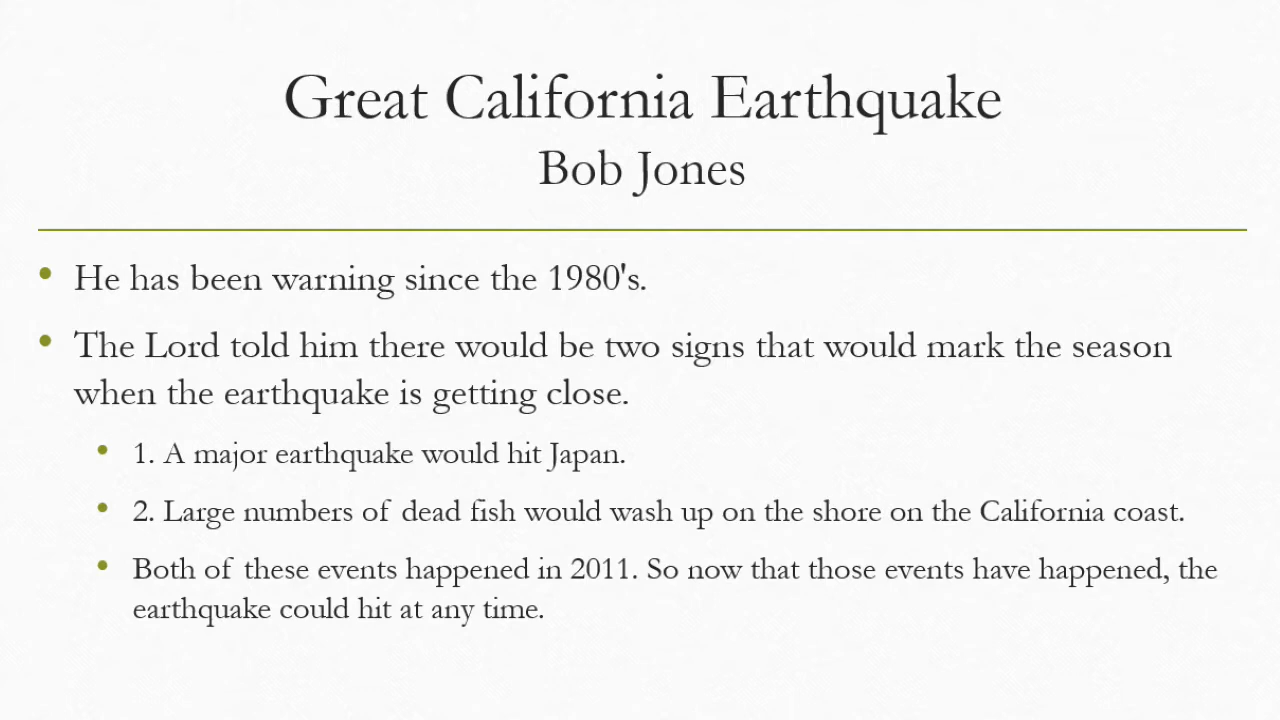 Great California Earthquake
Bob Jones
• He has been warning since the 1980's.
• The Lord told him there would be two signs that would mark the season
when the earthquake is getting close.
• 1. A major earthquake would hit Japan.
• 2. Large numbers of dead fish would wash up on the shore on the California coast.
• Both of these events happened in 2011. So now that those events have happened, the
earthquake could hit at any time.